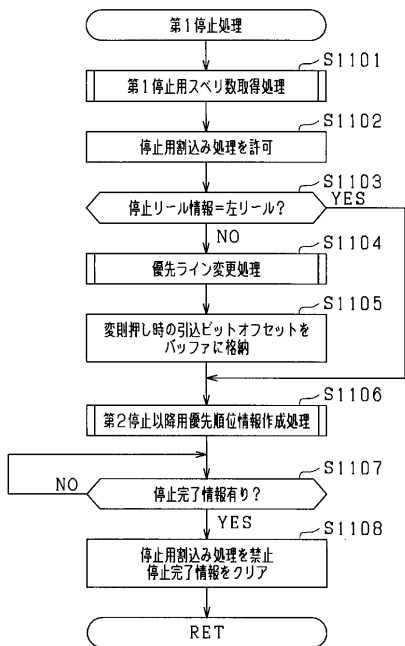 第1停止処理
S1101
第1停止用スベリ数取得処理
S1102
停止用割込み処理を許可
S1103
停止リール情報=左リール?
YES
NO
S1104
優先ライン変更処理
S1105
変則押し時の引込ビットオフセットを
バッファに格納
S1106
第2停止以降用優先順位情報作成処理
S1107
NO
停止完了情報有り?
YES
S1108
停止用割込み処理を禁止
停止完了情報をクリア
RET